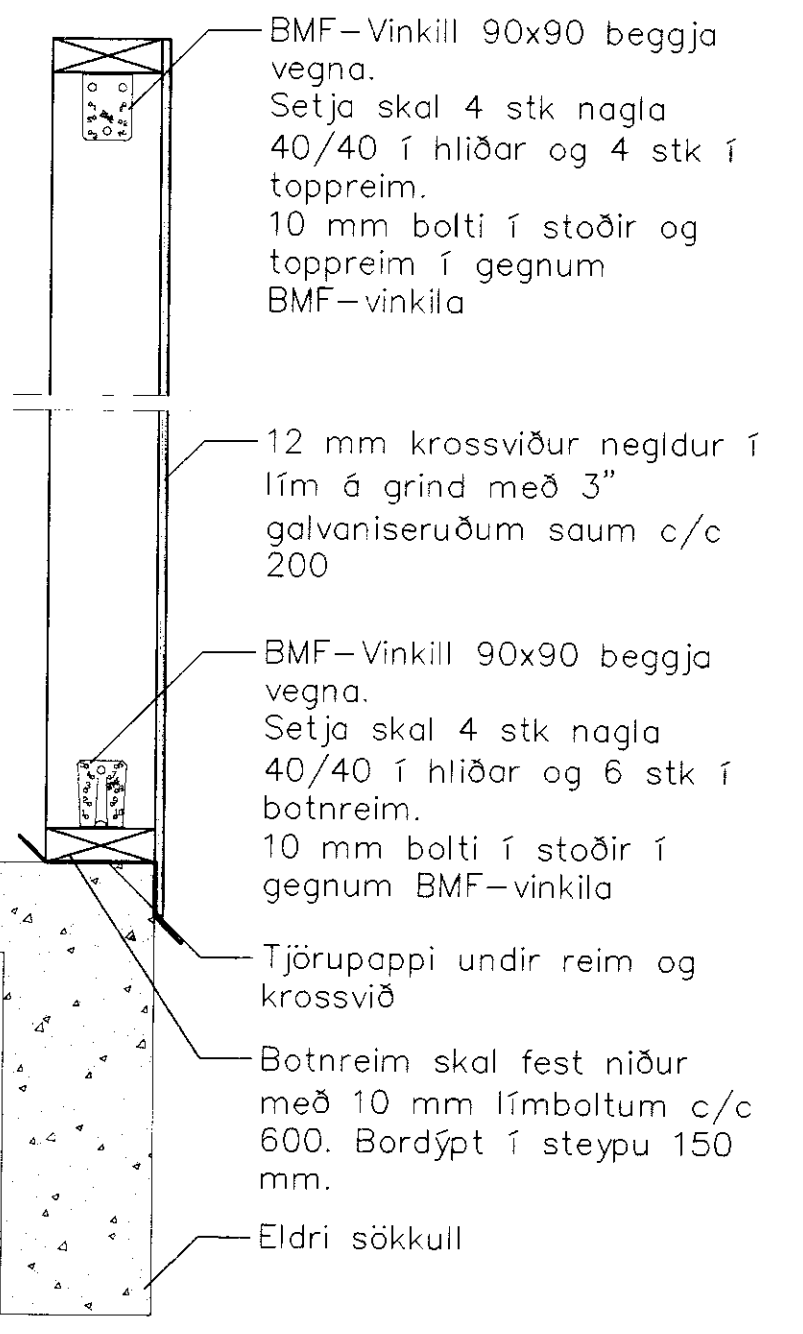 BMF-Vinkill 90x90 beggja
vegna.
Setja skal 4 stk nagla
40/40 í hliðar og 4 stk í
toppreim.
10 mm bolti í stoðir og
toppreim í gegnum
BMF-vinkila
12 mm krossviður negldur í
lím á grind með 3"
galvaniseruðum saum c/c
200
BMF-Vinkill 90x90 beggja
vegna.
Setja skal 4 stk nagla
40/40 í hliðar og 6 stk í
botnreim.
10 mm bolti í stoðir í
gegnum BMF-vinkila
Tjörupappi undir reim og
krossvið
Botnreim skal fest niður
með 10 mm límboltum c/c
600. Bordýpt í steypu 150
mm.
Eldri sökkull